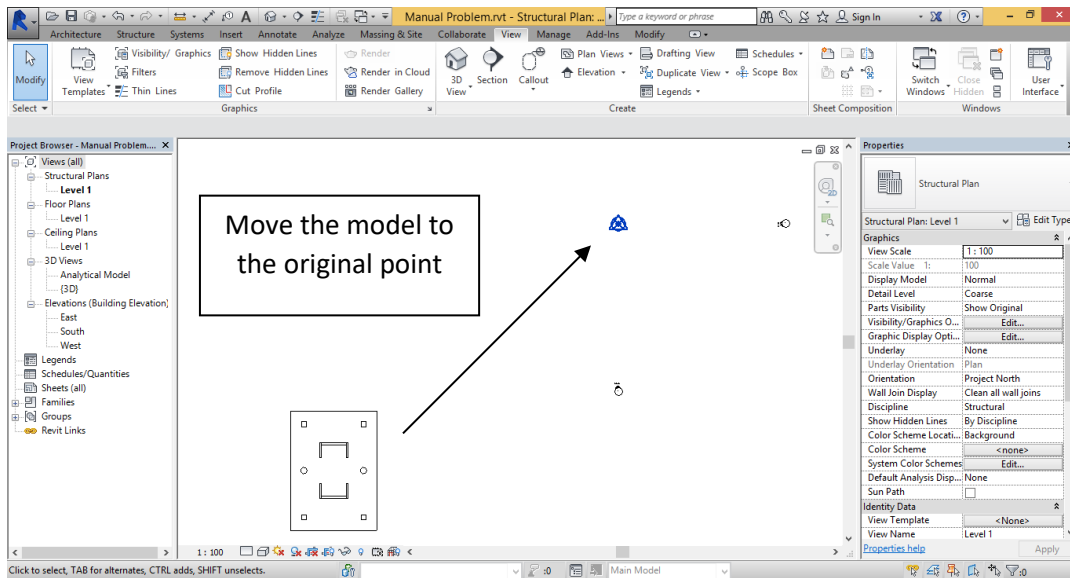 Manual Problem.rvt - Structural Plan: ...
Type a keyword or phrase
Sign In
Architecture Structure Systems Insert Annotate Analyze Massing & Site Collaborate View Manage Add-Ins Modify
Modify
Select
View Templates
Visibility/ Graphics
Filters
Thin Lines
Show Hidden Lines
Remove Hidden Lines
Cut Profile
Render
Render in Cloud
Render Gallery
Graphics
3D View
Section
Callout
Plan Views
Elevation
Drafting View
Duplicate View
Legends
Schedules
Scope Box
Create
Sheet Composition
Switch Windows
Close Hidden
User Interface
Windows
Project Browser - Manual Problem....
Views (all)
Structural Plans
Level 1
Floor Plans
Level 1
Ceiling Plans
Level 1
3D Views
Analytical Model
{3D}
Elevations (Building Elevation)
East
South
West
Legends
Schedules/Quantities
Sheets (all)
Families
Groups
Revit Links
Move the model to
the original point
2D
Properties
Structural Plan
Structural Plan: Level 1
Edit Type
Graphics
View Scale 1 : 100
Scale Value 1: 100
Display Model Normal
Detail Level Coarse
Parts Visibility Show Original
Visibility/Graphics O... Edit...
Graphic Display Opti... Edit...
Underlay None
Underlay Orientation Plan
Orientation Project North
Wall Join Display Clean all wall joins
Discipline Structural
Show Hidden Lines By Discipline
Color Scheme Locati... Background
Color Scheme <none>
System Color Schemes Edit...
Default Analysis Disp... None
Sun Path
Identity Data
View Template <None>
View Name Level 1
Properties help
Apply
1 : 100
Click to select, TAB for alternates, CTRL adds, SHIFT unselects.
:0
Main Model
:0